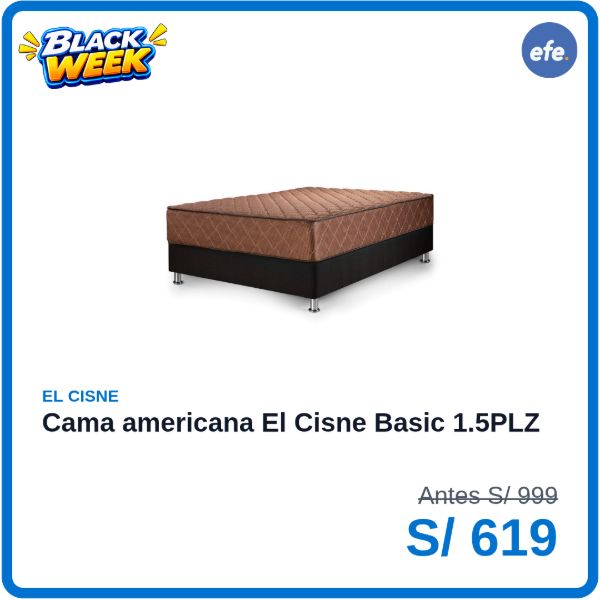 BLACK
WEEK
efe.
EL CISNE
Cama americana El Cisne Basic 1.5PLZ
Antes S/ 999
S/ 619